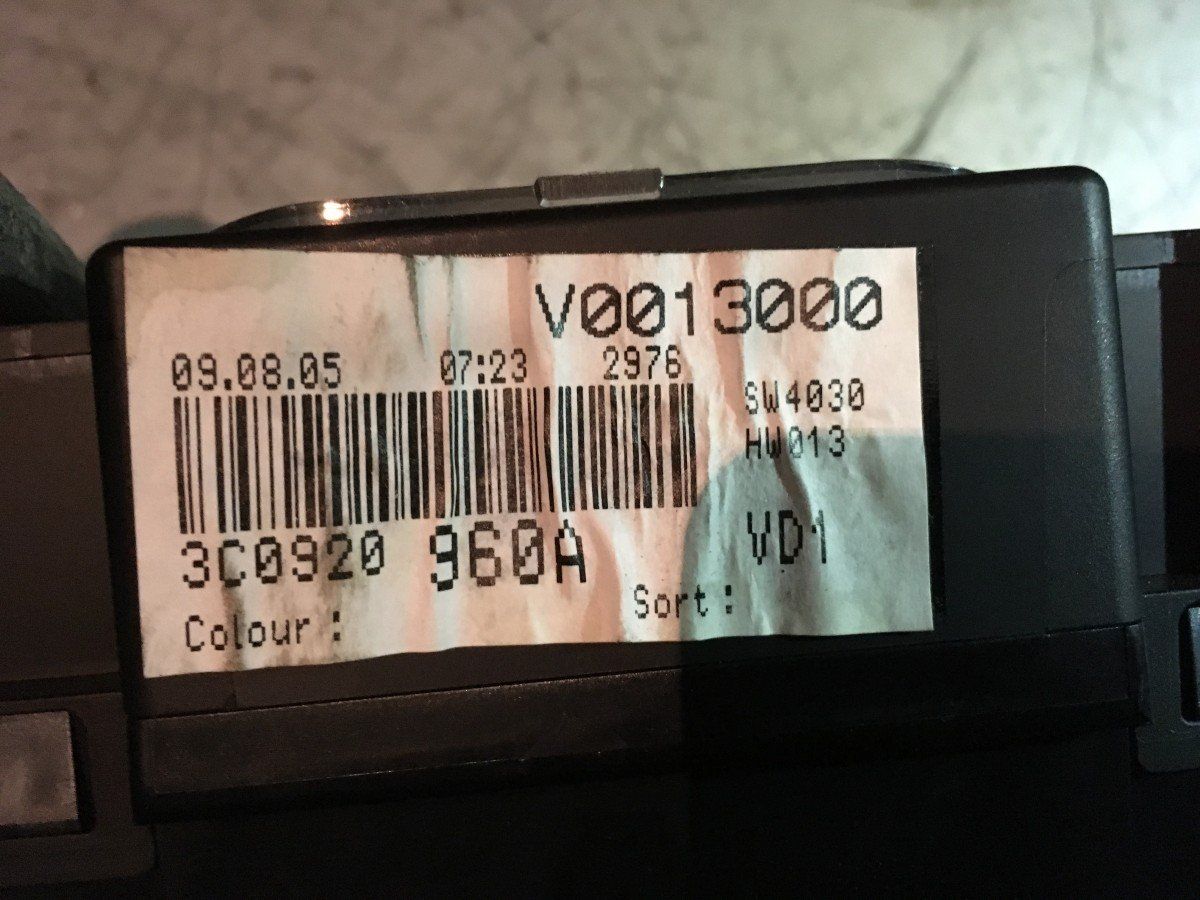 V0013000
09.08.05 07:23 2976
SW4030
HW013
3C0920 960A VD1
Colour : Sort :